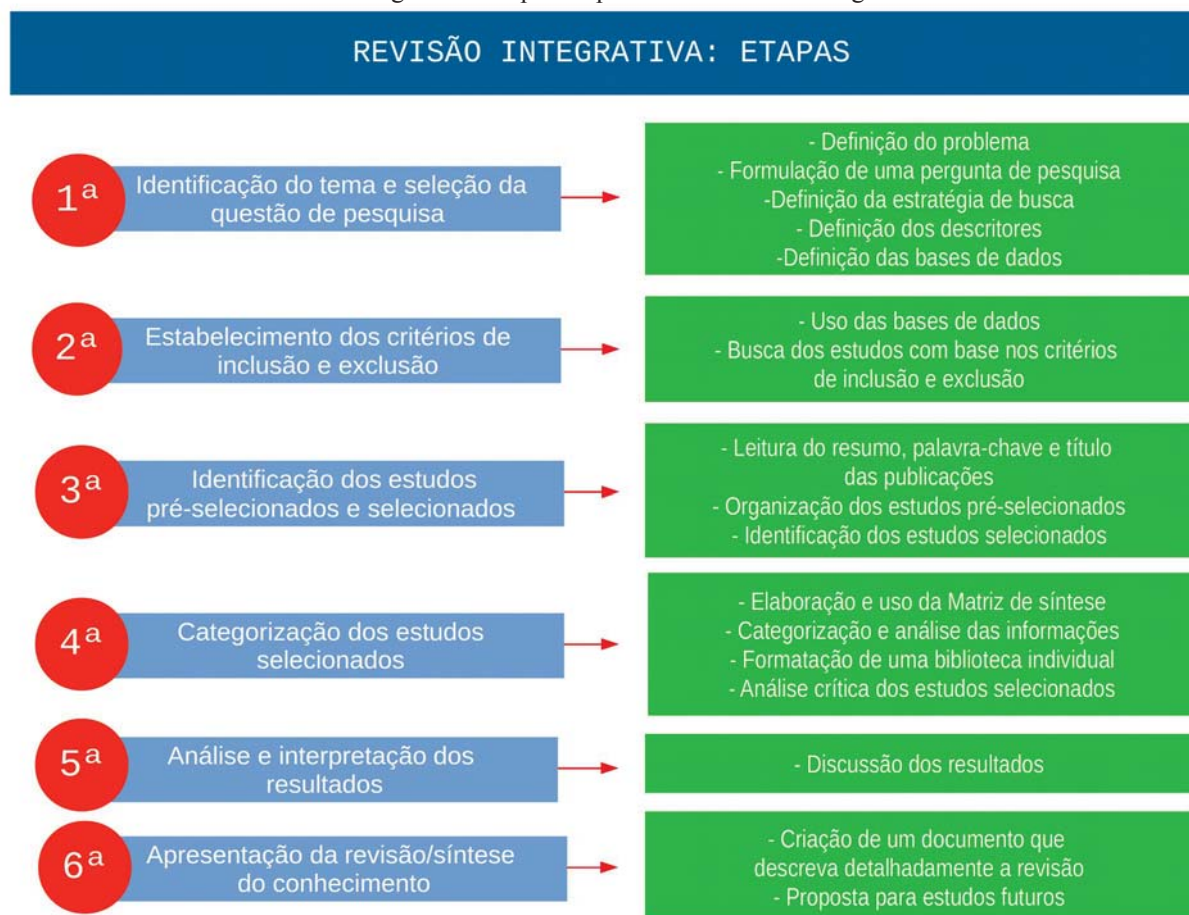 REVISÃO INTEGRATIVA: ETAPAS
1ª
Identificação do tema e seleção da
questão de pesquisa
- Definição do problema
- Formulação de uma pergunta de pesquisa
-Definição da estratégia de busca
- Definição dos descritores
-Definição das bases de dados
2ª
Estabelecimento dos critérios de
inclusão e exclusão
- Uso das bases de dados
- Busca dos estudos com base nos critérios
de inclusão e exclusão
3ª
Identificação dos estudos
pré-selecionados e selecionados
- Leitura do resumo, palavra-chave e título
das publicações
- Organização dos estudos pré-selecionados
- Identificação dos estudos selecionados
4ª
Categorização dos estudos
selecionados
- Elaboração e uso da Matriz de síntese
- Categorização e análise das informações
- Formatação de uma biblioteca individual
- Análise crítica dos estudos selecionados
5ª
Análise e interpretação dos
resultados
- Discussão dos resultados
6ª
Apresentação da revisão/síntese
do conhecimento
- Criação de um documento que
descreva detalhadamente a revisão
- Proposta para estudos futuros